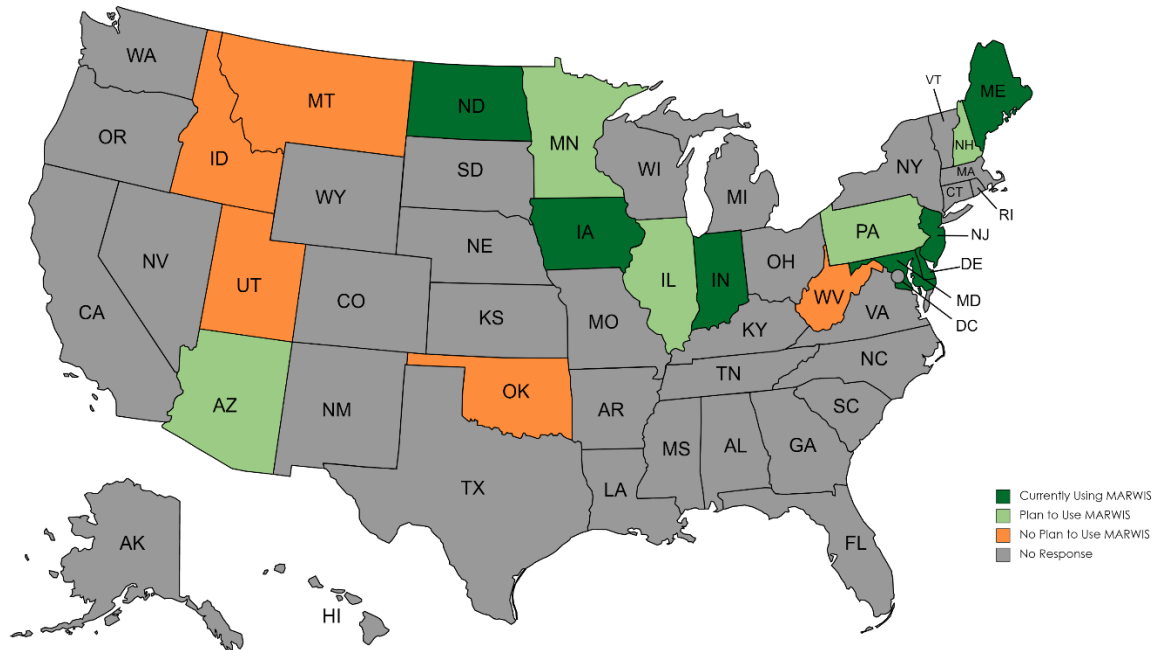 WA
OR
CA
NV
ID
MT
WY
UT
AZ
CO
NM
ND
SD
NE
KS
OK
TX
MN
IA
MO
AR
LA
WI
IL
MI
IN
OH
KY
TN
MS
AL
GA
FL
SC
NC
VA
WV
PA
NY
VT
NH
ME
MA
CT
RI
NJ
DE
MD
DC
AK
HI
Currently Using MARWIS
Plan to Use MARWIS
No Plan to Use MARWIS
No Response